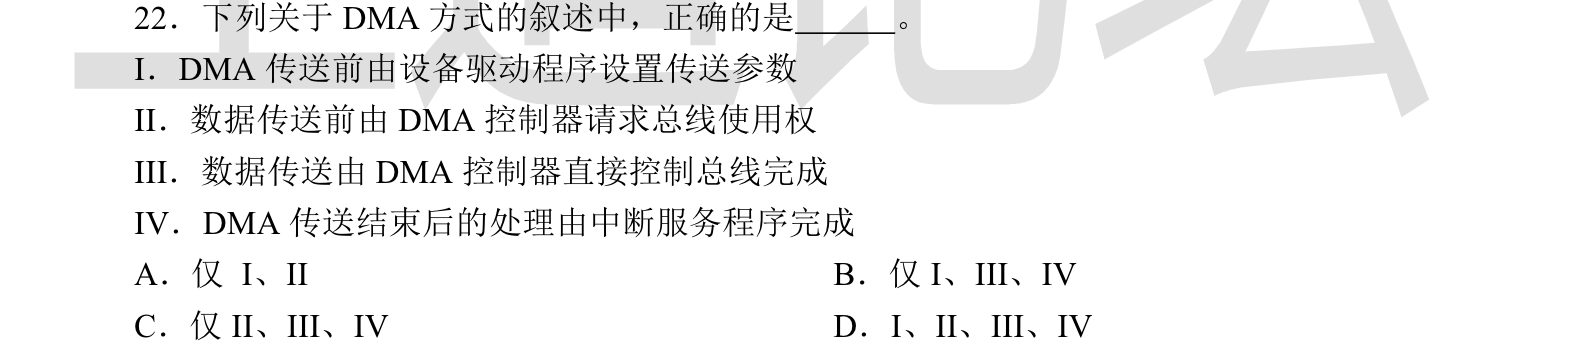 22．下列关于 DMA 方式的叙述中，正确的是______。
I．DMA 传送前由设备驱动程序设置传送参数
II．数据传送前由 DMA 控制器请求总线使用权
III．数据传送由 DMA 控制器直接控制总线完成
IV．DMA 传送结束后的处理由中断服务程序完成
A．仅 I、II B．仅 I、III、IV
C．仅 II、III、IV D．I、II、III、IV